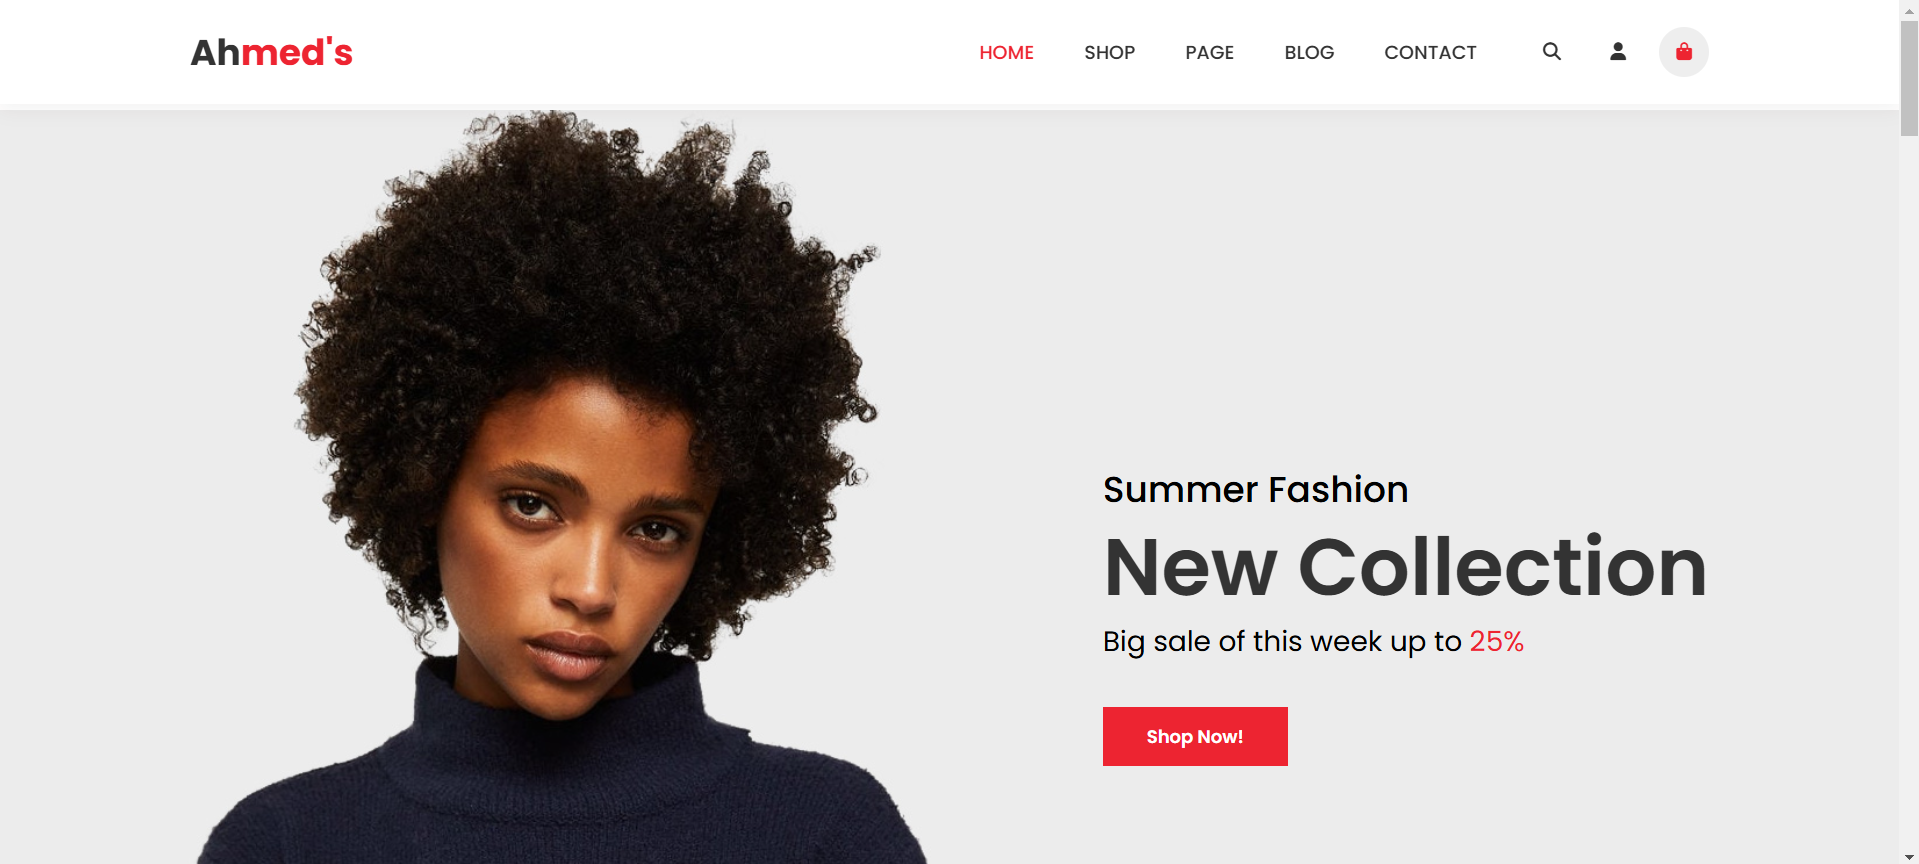 Ahmed's
HOME SHOP PAGE BLOG CONTACT
Summer Fashion
New Collection
Big sale of this week up to 25%
Shop Now!